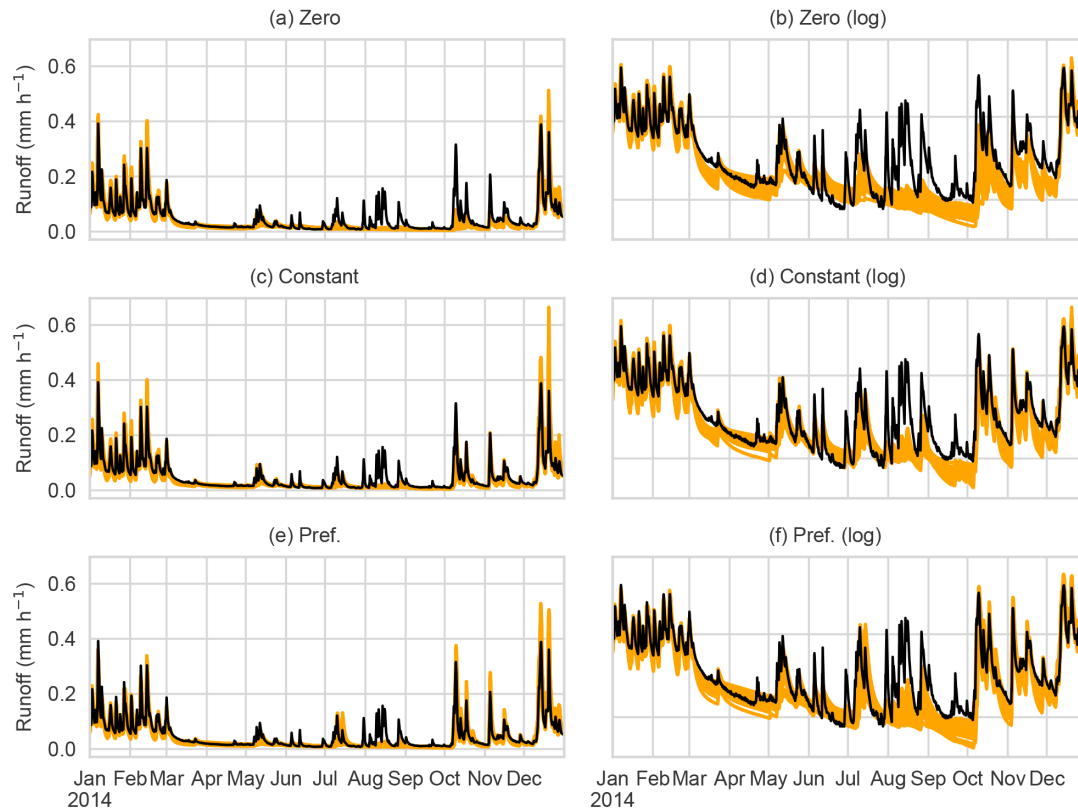 (a) Zero
(b) Zero (log)
Runoff (mm h⁻¹)
0.6
0.4
0.2
0.0
(c) Constant
(d) Constant (log)
Runoff (mm h⁻¹)
0.6
0.4
0.2
0.0
(e) Pref.
(f) Pref. (log)
Runoff (mm h⁻¹)
0.6
0.4
0.2
0.0
Jan Feb Mar Apr May Jun Jul Aug Sep Oct Nov Dec
2014
Jan Feb Mar Apr May Jun Jul Aug Sep Oct Nov Dec
2014